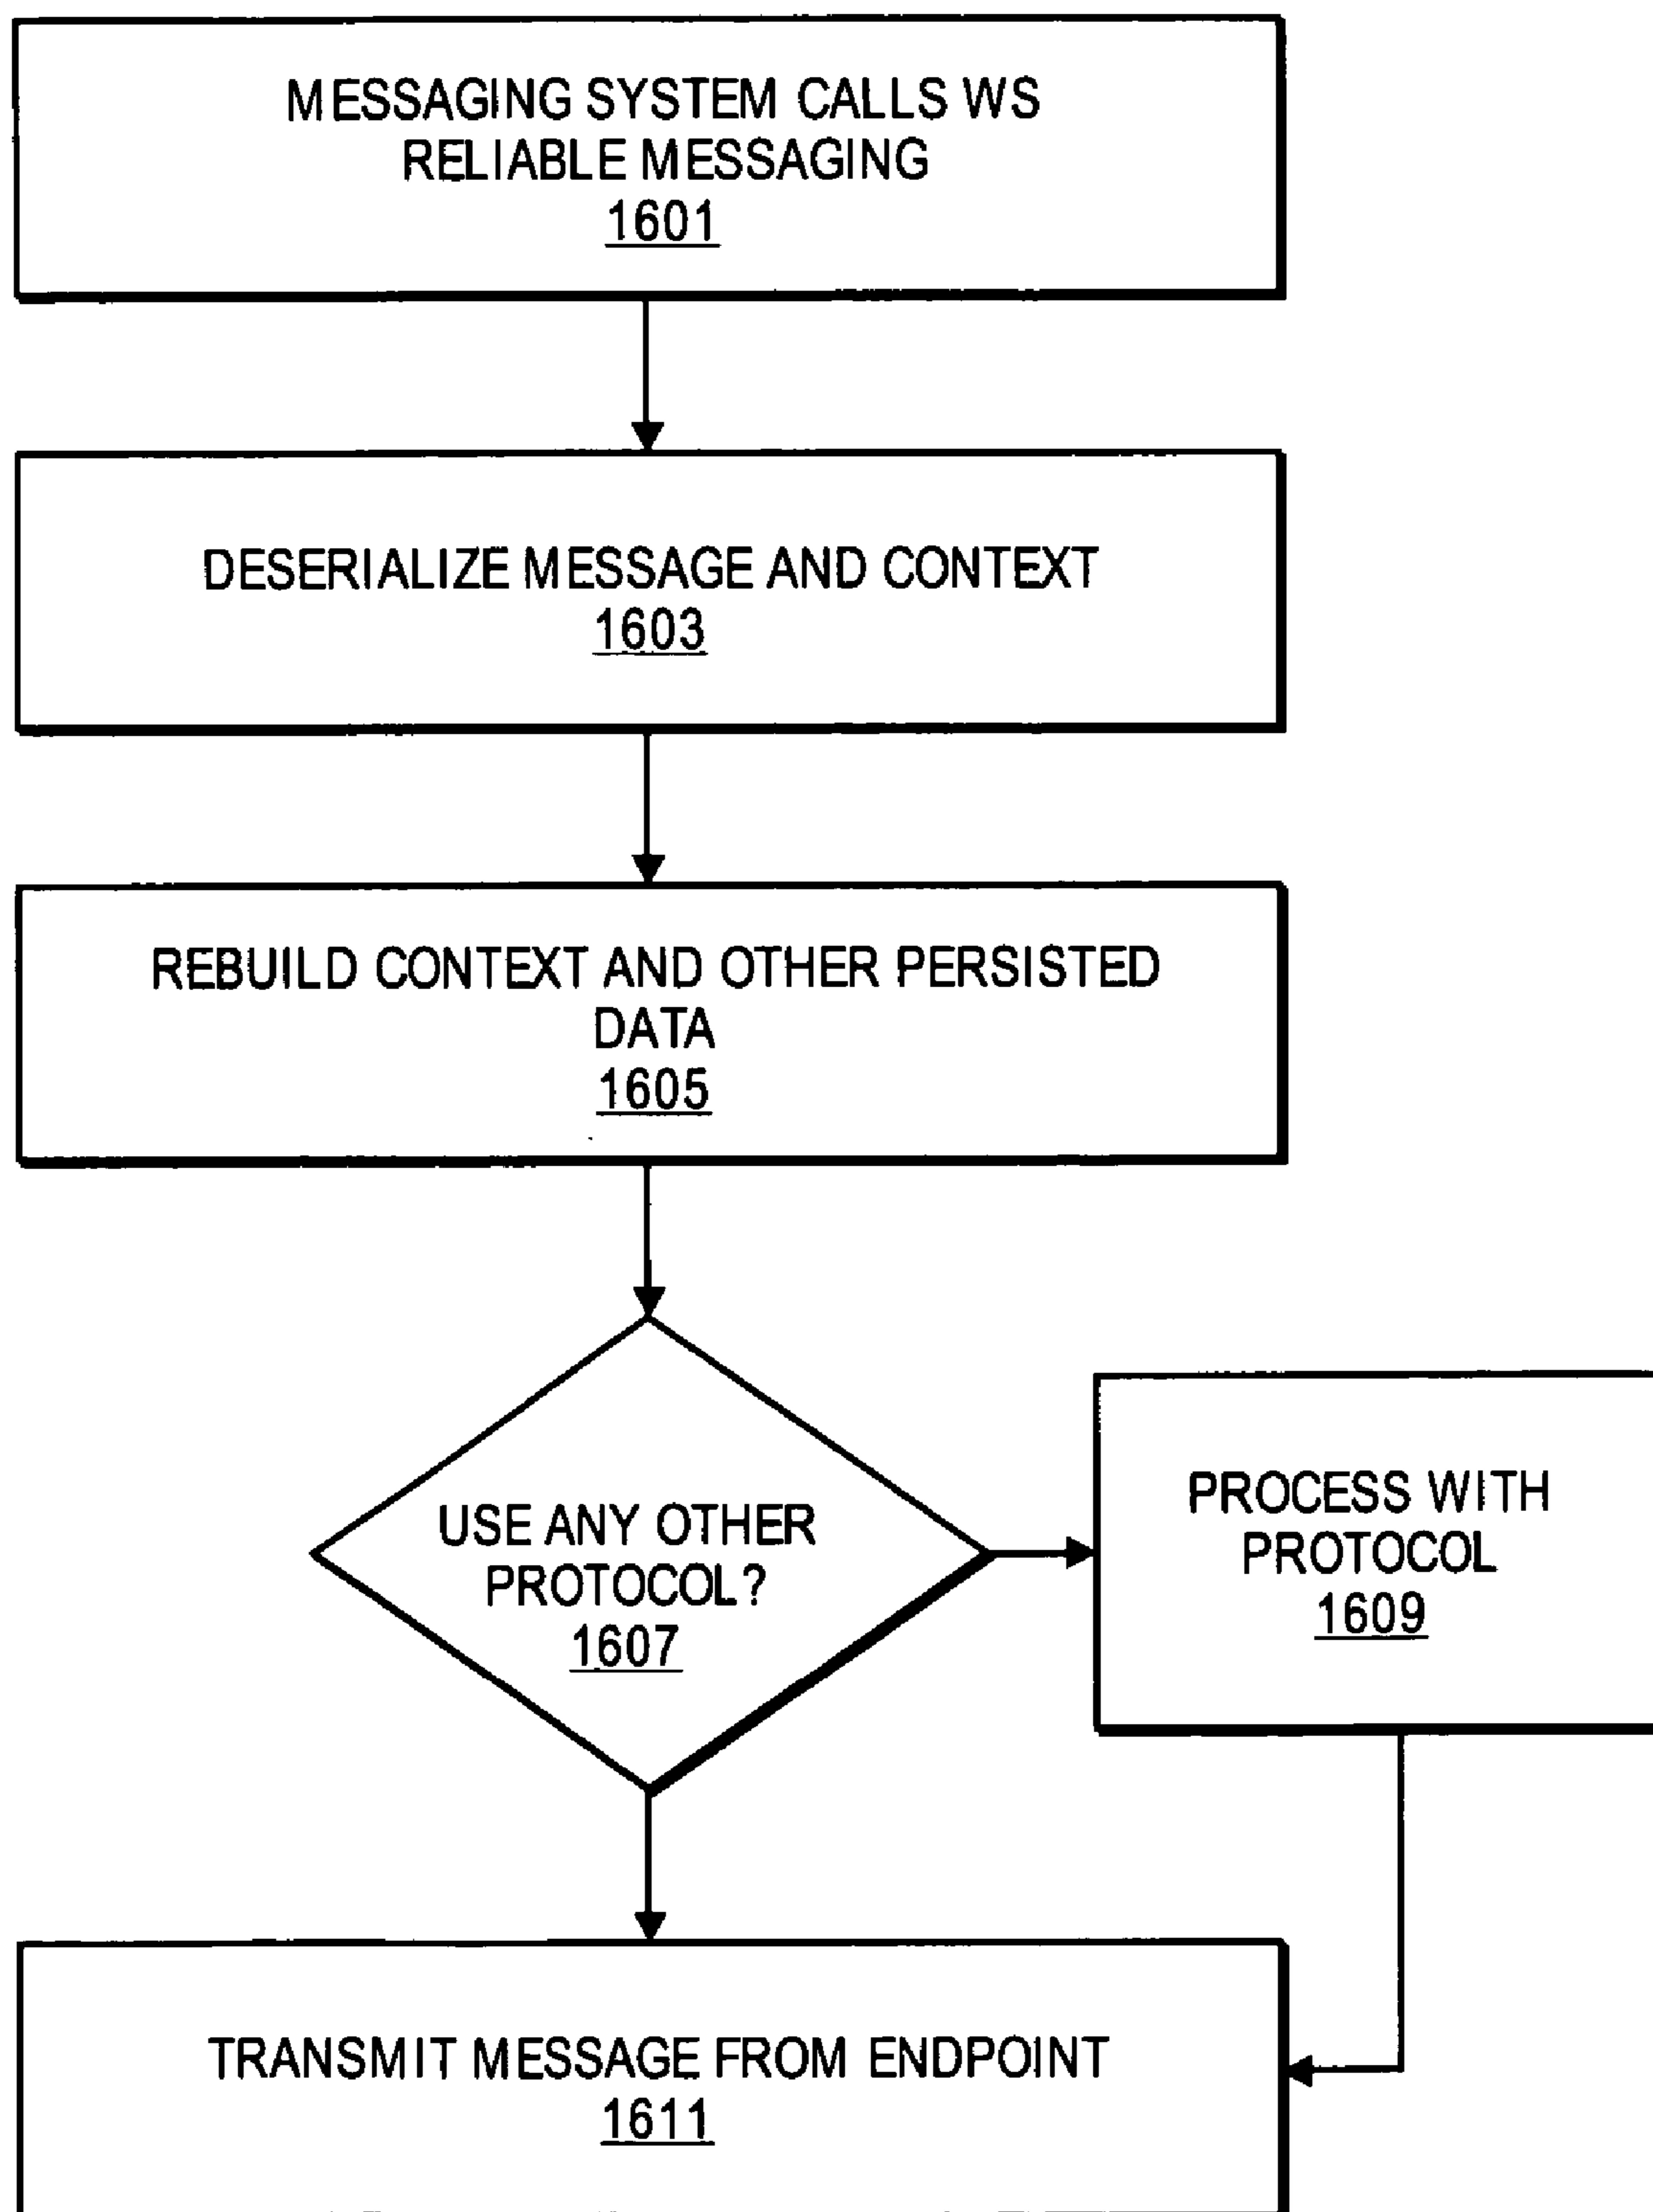 MESSAGING SYSTEM CALLS WS
RELIABLE MESSAGING
1601
DESERIALIZE MESSAGE AND CONTEXT
1603
REBUILD CONTEXT AND OTHER PERSISTED
DATA
1605
USE ANY OTHER
PROTOCOL?
1607
PROCESS WITH
PROTOCOL
1609
TRANSMIT MESSAGE FROM ENDPOINT
1611